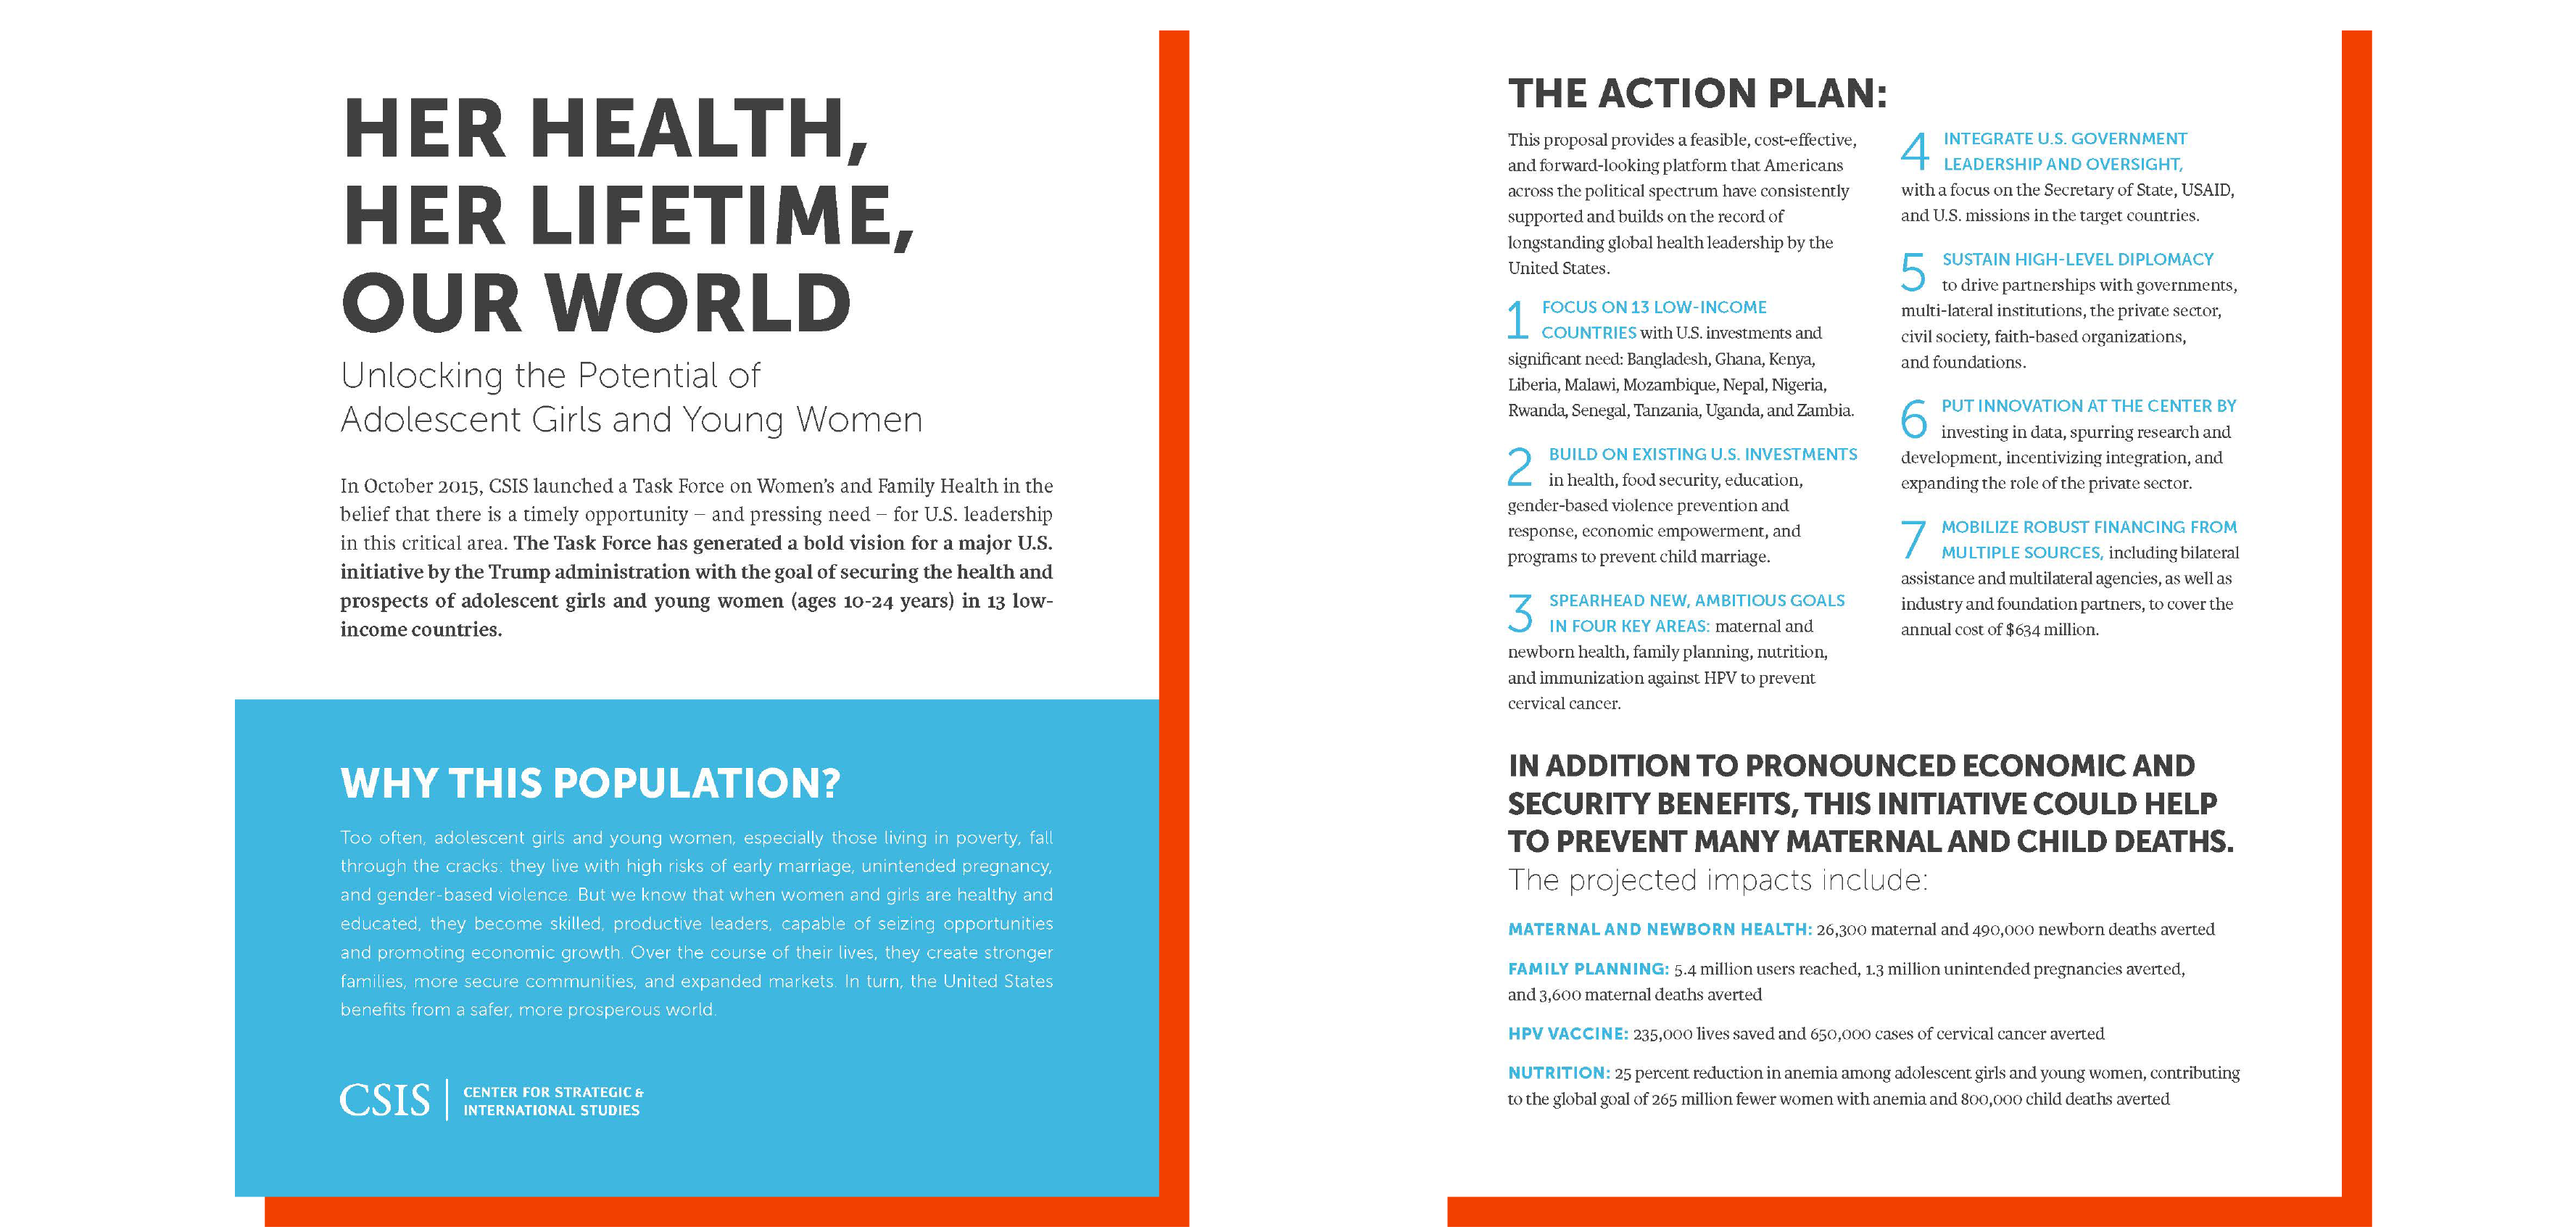 HER HEALTH,
HER LIFETIME,
OUR WORLD
Unlocking the Potential of
Adolescent Girls and Young Women
In October 2015, CSIS launched a Task Force on Women's and Family Health in the
belief that there is a timely opportunity – and pressing need – for U.S. leadership
in this critical area. The Task Force has generated a bold vision for a major U.S.
initiative by the Trump administration with the goal of securing the health and
prospects of adolescent girls and young women (ages 10-24 years) in 13 low-
income countries.
WHY THIS POPULATION?
Too often, adolescent girls and young women, especially those living in poverty, fall
through the cracks: they live with high risks of early marriage, unintended pregnancy,
and gender-based violence. But we know that when women and girls are healthy and
educated, they become skilled, productive leaders, capable of seizing opportunities
and promoting economic growth. Over the course of their lives, they create stronger
families, more secure communities, and expanded markets. In turn, the United States
benefits from a safer, more prosperous world.
CSIS | CENTER FOR STRATEGIC &
INTERNATIONAL STUDIES
THE ACTION PLAN:
This proposal provides a feasible, cost-effective,
and forward-looking platform that Americans
across the political spectrum have consistently
supported and builds on the record of
longstanding global health leadership by the
United States.
1 FOCUS ON 13 LOW-INCOME
COUNTRIES with U.S. investments and
significant need: Bangladesh, Ghana, Kenya,
Liberia, Malawi, Mozambique, Nepal, Nigeria,
Rwanda, Senegal, Tanzania, Uganda, and Zambia.
2 BUILD ON EXISTING U.S. INVESTMENTS
in health, food security, education,
gender-based violence prevention and
response, economic empowerment, and
programs to prevent child marriage.
3 SPEARHEAD NEW, AMBITIOUS GOALS
IN FOUR KEY AREAS: maternal and
newborn health, family planning, nutrition,
and immunization against HPV to prevent
cervical cancer.
4 INTEGRATE U.S. GOVERNMENT
LEADERSHIP AND OVERSIGHT,
with a focus on the Secretary of State, USAID,
and U.S. missions in the target countries.
5 SUSTAIN HIGH-LEVEL DIPLOMACY
to drive partnerships with governments,
multi-lateral institutions, the private sector,
civil society, faith-based organizations,
and foundations.
6 PUT INNOVATION AT THE CENTER BY
investing in data, spurring research and
development, incentivizing integration, and
expanding the role of the private sector.
7 MOBILIZE ROBUST FINANCING FROM
MULTIPLE SOURCES, including bilateral
assistance and multilateral agencies, as well as
industry and foundation partners, to cover the
annual cost of $634 million.
IN ADDITION TO PRONOUNCED ECONOMIC AND
SECURITY BENEFITS, THIS INITIATIVE COULD HELP
TO PREVENT MANY MATERNAL AND CHILD DEATHS.
The projected impacts include:
MATERNAL AND NEWBORN HEALTH: 26,300 maternal and 490,000 newborn deaths averted
FAMILY PLANNING: 5.4 million users reached, 1.3 million unintended pregnancies averted,
and 3,600 maternal deaths averted
HPV VACCINE: 235,000 lives saved and 650,000 cases of cervical cancer averted
NUTRITION: 25 percent reduction in anemia among adolescent girls and young women, contributing
to the global goal of 265 million fewer women with anemia and 800,000 child deaths averted